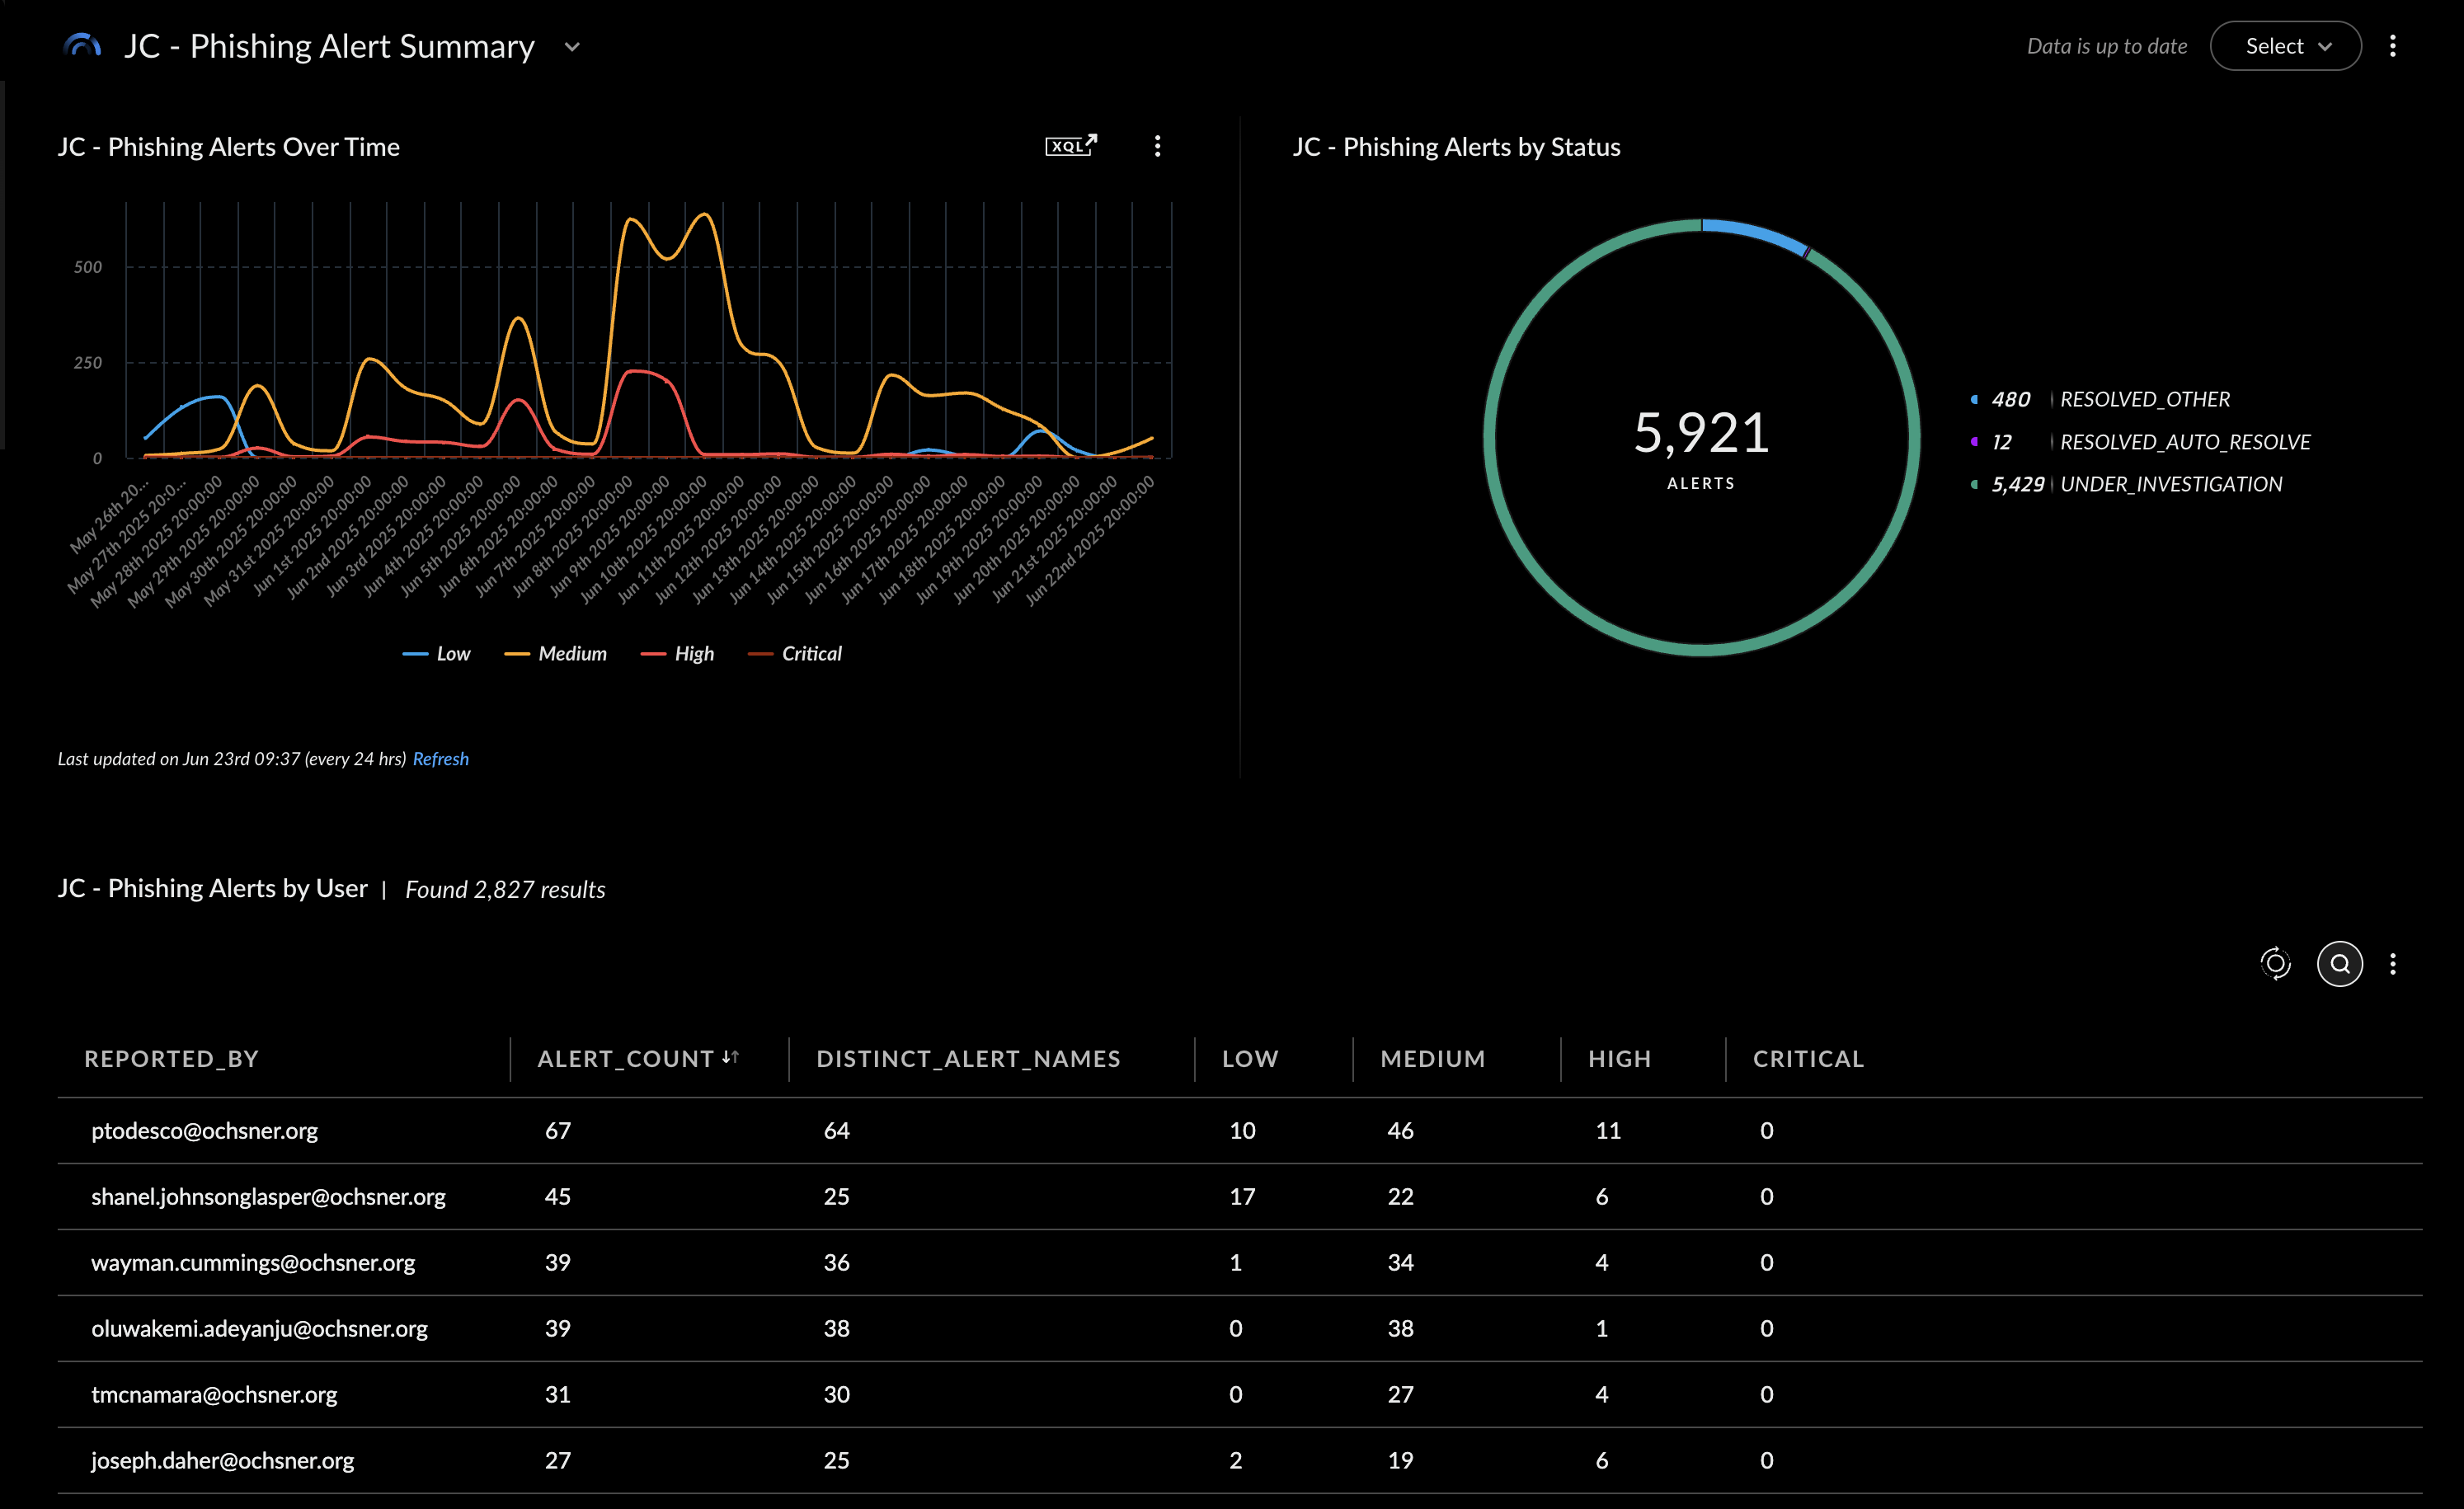 JC - Phishing Alert Summary
Data is up to date
Select
JC - Phishing Alerts Over Time
XQL
500
250
0
May 26th 20...
May 27th 2025 20:0...
May 28th 2025 20:00:00
May 29th 2025 20:00:00
May 30th 2025 20:00:00
May 31st 2025 20:00:00
Jun 1st 2025 20:00:00
Jun 2nd 2025 20:00:00
Jun 3rd 2025 20:00:00
Jun 4th 2025 20:00:00
Jun 5th 2025 20:00:00
Jun 6th 2025 20:00:00
Jun 7th 2025 20:00:00
Jun 8th 2025 20:00:00
Jun 9th 2025 20:00:00
Jun 10th 2025 20:00:00
Jun 11th 2025 20:00:00
Jun 12th 2025 20:00:00
Jun 13th 2025 20:00:00
Jun 14th 2025 20:00:00
Jun 15th 2025 20:00:00
Jun 16th 2025 20:00:00
Jun 17th 2025 20:00:00
Jun 18th 2025 20:00:00
Jun 19th 2025 20:00:00
Jun 20th 2025 20:00:00
Jun 21st 2025 20:00:00
Jun 22nd 2025 20:00:00
Low Medium High Critical
Last updated on Jun 23rd 09:37 (every 24 hrs) Refresh
JC - Phishing Alerts by Status
5,921
ALERTS
480 | RESOLVED_OTHER
12 | RESOLVED_AUTO_RESOLVE
5,429 | UNDER_INVESTIGATION
JC - Phishing Alerts by User | Found 2,827 results
REPORTED_BY ALERT_COUNT DISTINCT_ALERT_NAMES LOW MEDIUM HIGH CRITICAL
ptodesco@ochsner.org 67 64 10 46 11 0
shanel.johnsonglasper@ochsner.org 45 25 17 22 6 0
wayman.cummings@ochsner.org 39 36 1 34 4 0
oluwakemi.adeyanju@ochsner.org 39 38 0 38 1 0
tmcnamara@ochsner.org 31 30 0 27 4 0
joseph.daher@ochsner.org 27 25 2 19 6 0